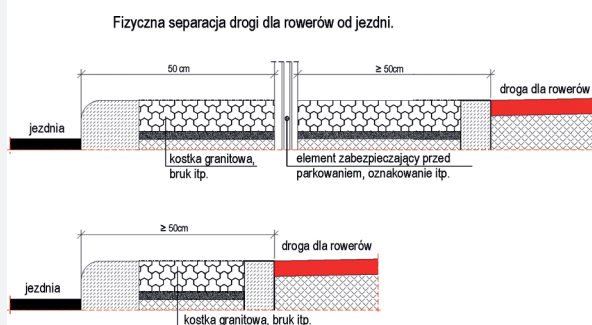 Fizyczna separacja drogi dla rowerów od jezdni.
50 cm
≥ 50cm
droga dla rowerów
jezdnia
kostka granitowa,
bruk itp.
element zabezpieczający przed
parkowaniem, oznakowanie itp.
≥ 50cm
droga dla rowerów
jezdnia
kostka granitowa, bruk itp.